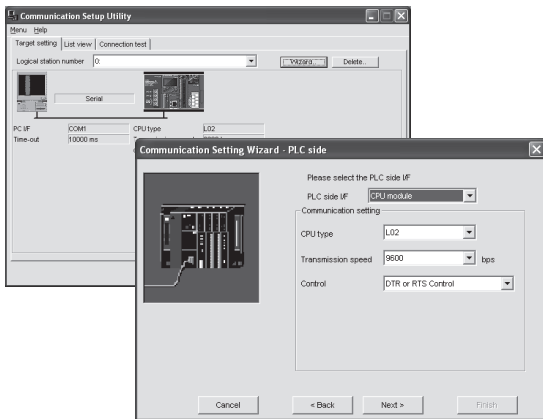 Communication Setup Utility
Menu Help
Target setting List view Connection test
Logical station number 0: Wizard... Delete..
Serial
PC I/F COM1 CPU type L02
Time-out 10000 ms
Communication Setting Wizard - PLC side
Please select the PLC side I/F
PLC side I/F CPU module
Communication setting
CPU type L02
Transmission speed 9600 bps
Control DTR or RTS Control
Cancel < Back Next > Finish